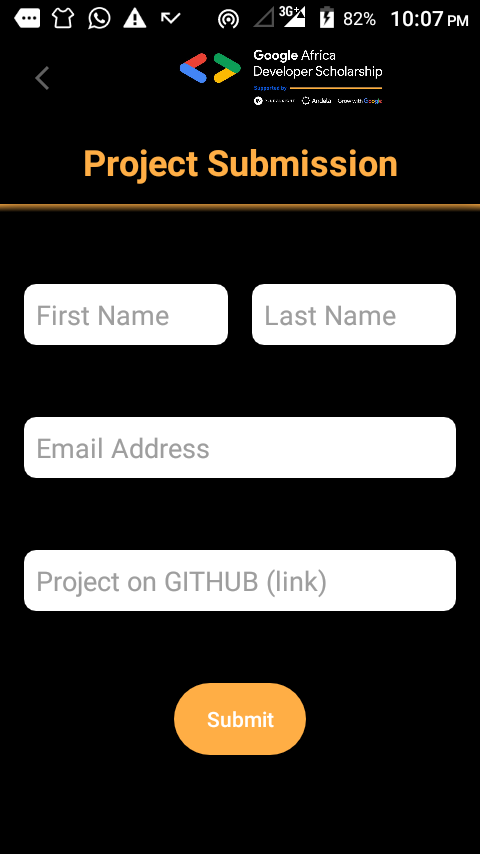 3G+
82%
10:07 PM
Google Africa
Developer Scholarship
Supported by
Andela
Grow with Google
Project Submission
First Name
Last Name
Email Address
Project on GITHUB (link)
Submit